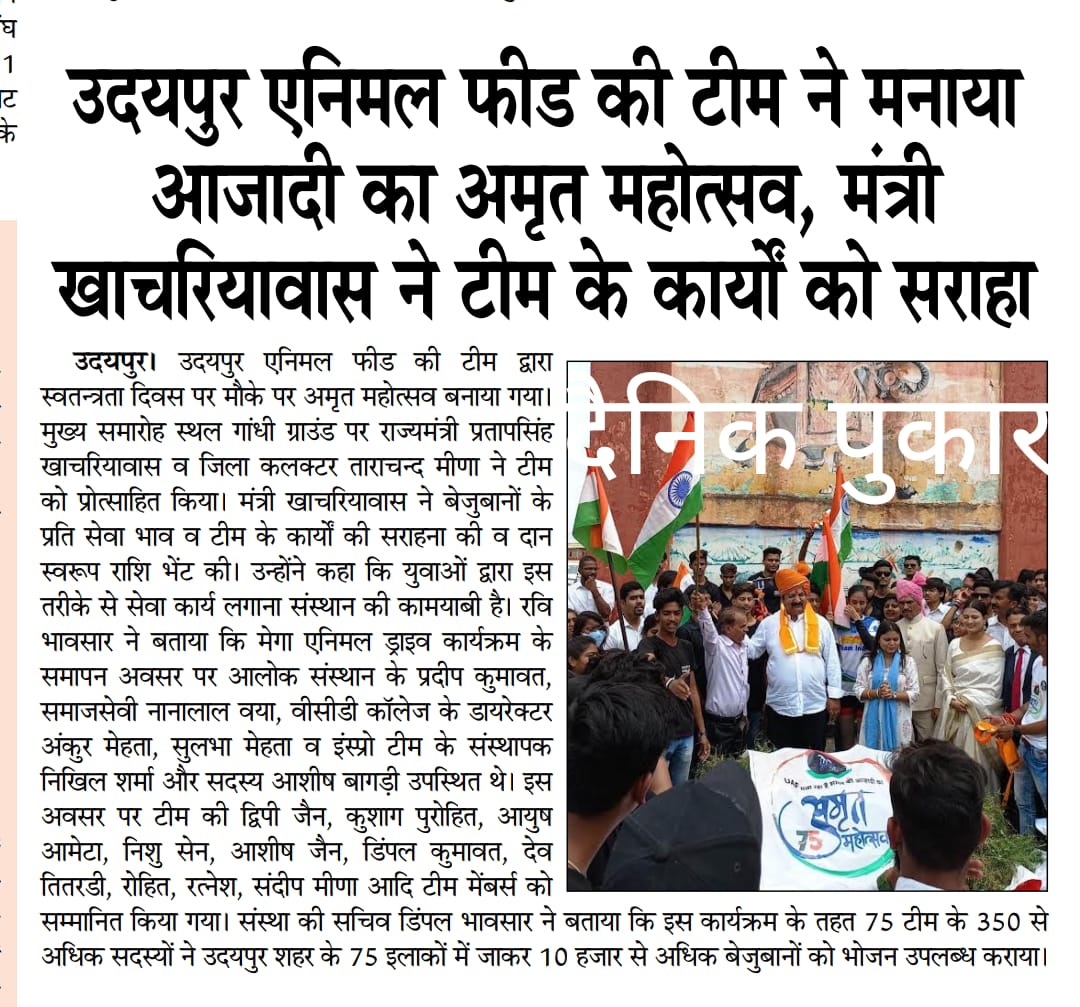 ंघ
1
ाट
के
उदयपुर एनिमल फीड की टीम ने मनाया
आजादी का अमृत महोत्सव, मंत्री
खाचरियावास ने टीम के कार्यों को सराहा
उदयपुर। उदयपुर एनिमल फीड की टीम द्वारा
स्वतन्त्रता दिवस पर मौके पर अमृत महोत्सव बनाया गया।
मुख्य समारोह स्थल गांधी ग्राउंड पर राज्यमंत्री प्रतापसिंह
खाचरियावास व जिला कलक्टर ताराचन्द मीणा ने टीम
को प्रोत्साहित किया। मंत्री खाचरियावास ने बेजुबानों के
प्रति सेवा भाव व टीम के कार्यों की सराहना की व दान
स्वरूप राशि भेंट की। उन्होंने कहा कि युवाओं द्वारा इस
तरीके से सेवा कार्य लगाना संस्थान की कामयाबी है। रवि
भावसार ने बताया कि मेगा एनिमल ड्राइव कार्यक्रम के
समापन अवसर पर आलोक संस्थान के प्रदीप कुमावत,
समाजसेवी नानालाल वया, वीसीडी कॉलेज के डायरेक्टर
अंकुर मेहता, सुलभा मेहता व इंस्प्रो टीम के संस्थापक
निखिल शर्मा और सदस्य आशीष बागड़ी उपस्थित थे। इस
अवसर पर टीम की द्विपी जैन, कुशाग पुरोहित, आयुष
आमेटा, निशु सेन, आशीष जैन, डिंपल कुमावत, देव
तितरडी, रोहित, रत्नेश, संदीप मीणा आदि टीम मेंबर्स को
सम्मानित किया गया। संस्था की सचिव डिंपल भावसार ने बताया कि इस कार्यक्रम के तहत 75 टीम के 350 से
अधिक सदस्यों ने उदयपुर शहर के 75 इलाकों में जाकर 10 हजार से अधिक बेजुबानों को भोजन उपलब्ध कराया।
दैनिक पुकार
अमृत
75 महोत्सव